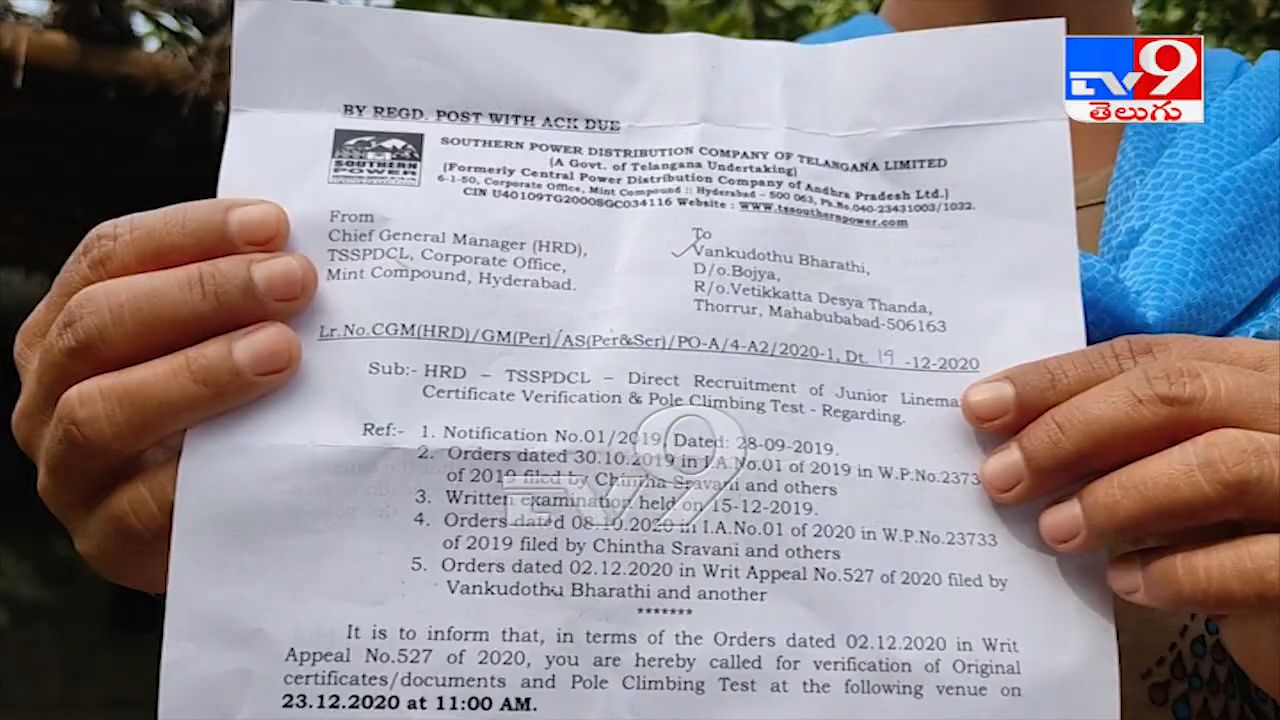 TV9
తెలుగు
BY REGD. POST WITH ACK DUE
SOUTHERN
POWER
SOUTHERN POWER DISTRIBUTION COMPANY OF TELANGANA LIMITED
(A Govt. of Telangana Undertaking)
(Formerly Central Power Distribution Company of Andhra Pradesh Ltd.)
6-1-50, Corporate Office, Mint Compound :: Hyderabad - 500 063, Ph.No.040-23431003/1032.
CIN U40109TG2000SGC034116 Website : www.tssouthernpower.com
From
Chief General Manager (HRD),
TSSPDCL, Corporate Office,
Mint Compound, Hyderabad.
To
Vankudothu Bharathi,
D/o.Bojya,
R/o.Vetikkatta Desya Thanda,
Thorrur, Mahabubabad-506163
Lr.No.CGM(HRD)/GM(Per)/AS(Per&Ser)/PO-A/4-A2/2020-1, Dt. 19 -12-2020
Sub:- HRD – TSSPDCL – Direct Recruitment of Junior Linema
Certificate Verification & Pole Climbing Test - Regarding.
Ref:- 1. Notification No.01/2019, Dated: 28-09-2019.
2. Orders dated 30.10.2019 in I.A.No.01 of 2019 in W.P.No.2373
of 2019 filed by Chintha Sravani and others
3. Written examination held on 15-12-2019.
4. Orders dated 08.10.2020 in I.A.No.01 of 2020 in W.P.No.23733
of 2019 filed by Chintha Sravani and others
5. Orders dated 02.12.2020 in Writ Appeal No.527 of 2020 filed by
Vankudothu Bharathi and another
*******
TV9
It is to inform that, in terms of the Orders dated 02.12.2020 in Writ
Appeal No.527 of 2020, you are hereby called for verification of Original
certificates/documents and Pole Climbing Test at the following venue on
23.12.2020 at 11:00 AM.